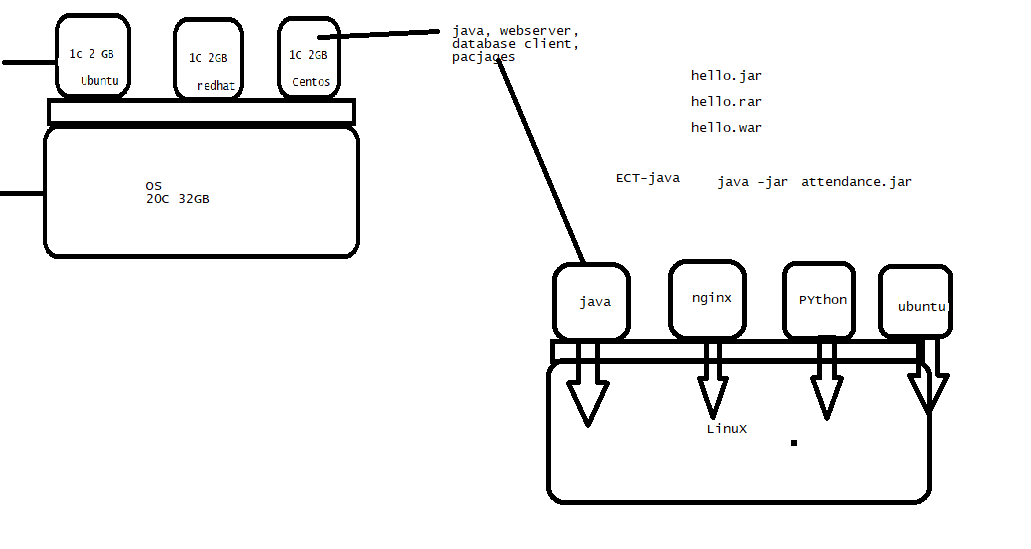 1c 2 GB
Ubuntu
1C 2GB
redhat
1C 2GB
Centos
java, webserver,
database client,
pacjages
hello.jar
hello.rar
hello.war
OS
20C 32GB
ECT-java
java -jar attendance.jar
java
nginx
PYthon
ubuntu
LinuX